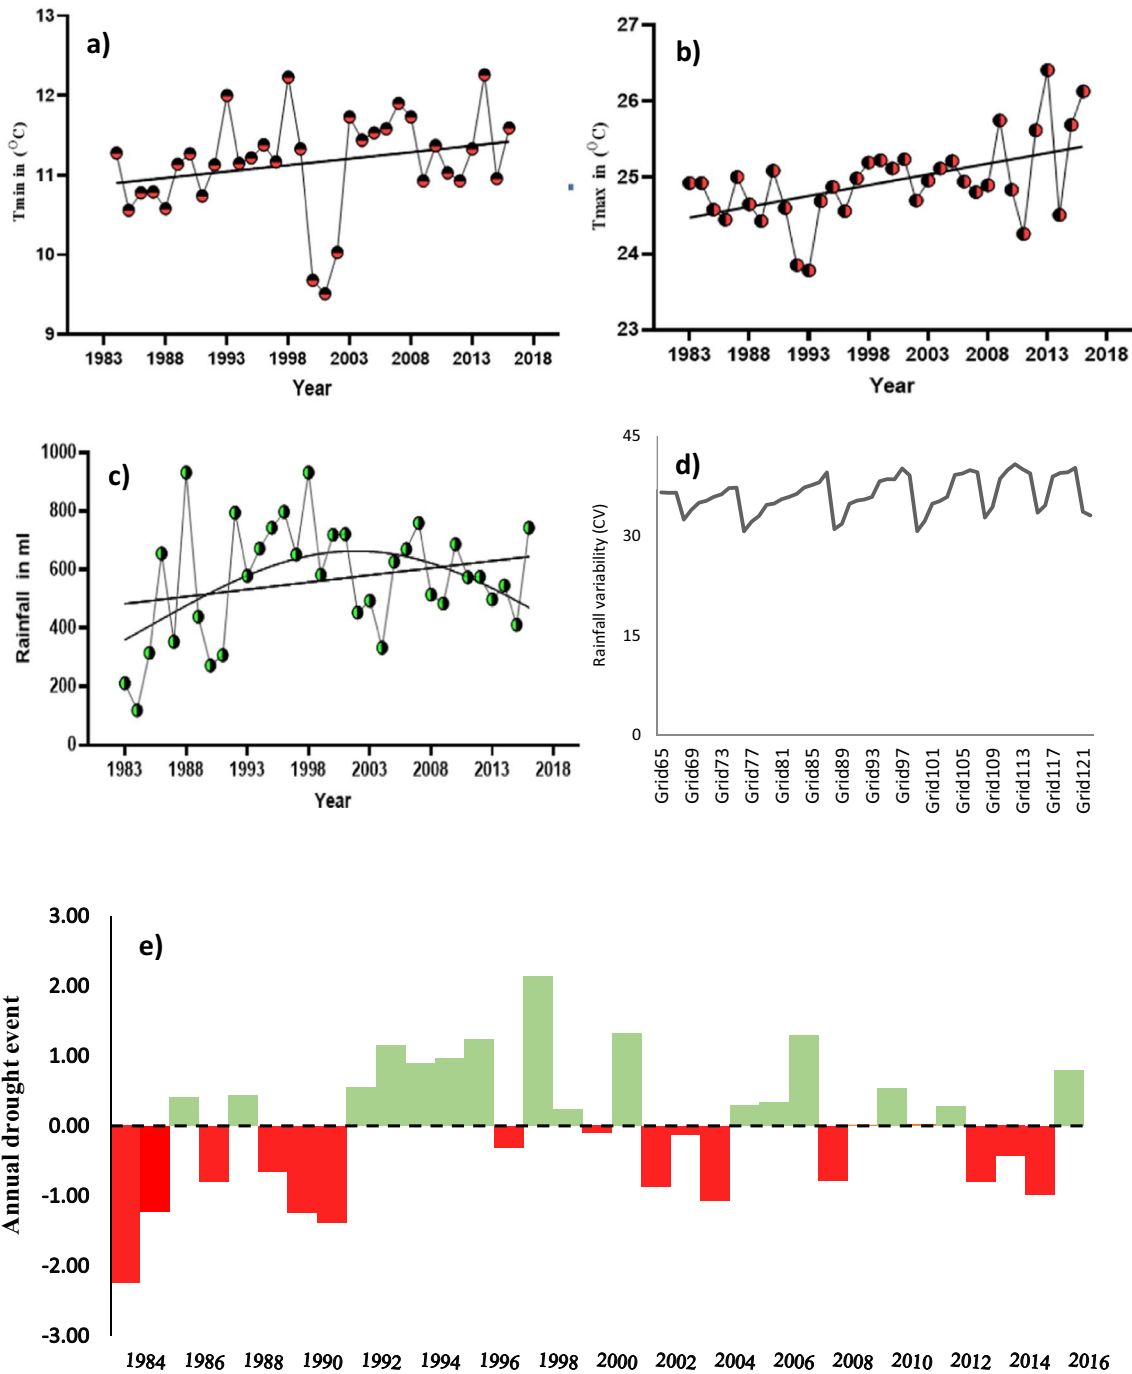 a)
13
12
11
10
9
Tmin in (°C)
1983 1988 1993 1998 2003 2008 2013 2018
Year
b)
27
26
25
24
23
Tmax in (°C)
1983 1988 1993 1998 2003 2008 2013 2018
Year
c)
1000
800
600
400
200
0
Rainfall in ml
1983 1988 1993 1998 2003 2008 2013 2018
Year
d)
45
30
15
0
Rainfall variability (CV)
Grid65 Grid69 Grid73 Grid77 Grid81 Grid85 Grid89 Grid93 Grid97 Grid101 Grid105 Grid109 Grid113 Grid117 Grid121
e)
3.00
2.00
1.00
0.00
-1.00
-2.00
-3.00
Annual drought event
1984 1986 1988 1990 1992 1994 1996 1998 2000 2002 2004 2006 2008 2010 2012 2014 2016